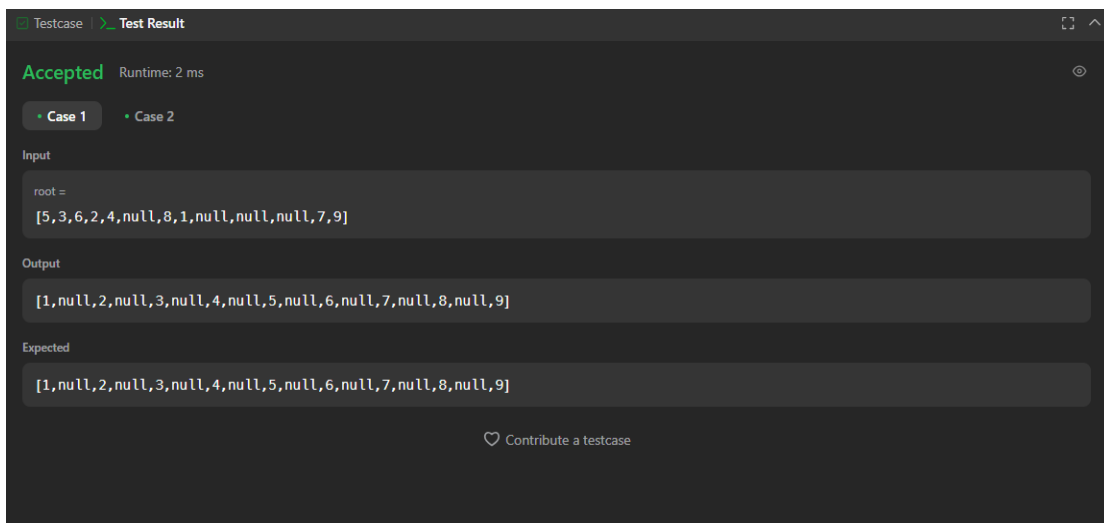 Testcase | >_ Test Result
Accepted Runtime: 2 ms
• Case 1 • Case 2
Input
root =
[5,3,6,2,4,null,8,1,null,null,null,7,9]
Output
[1,null,2,null,3,null,4,null,5,null,6,null,7,null,8,null,9]
Expected
[1,null,2,null,3,null,4,null,5,null,6,null,7,null,8,null,9]
Contribute a testcase